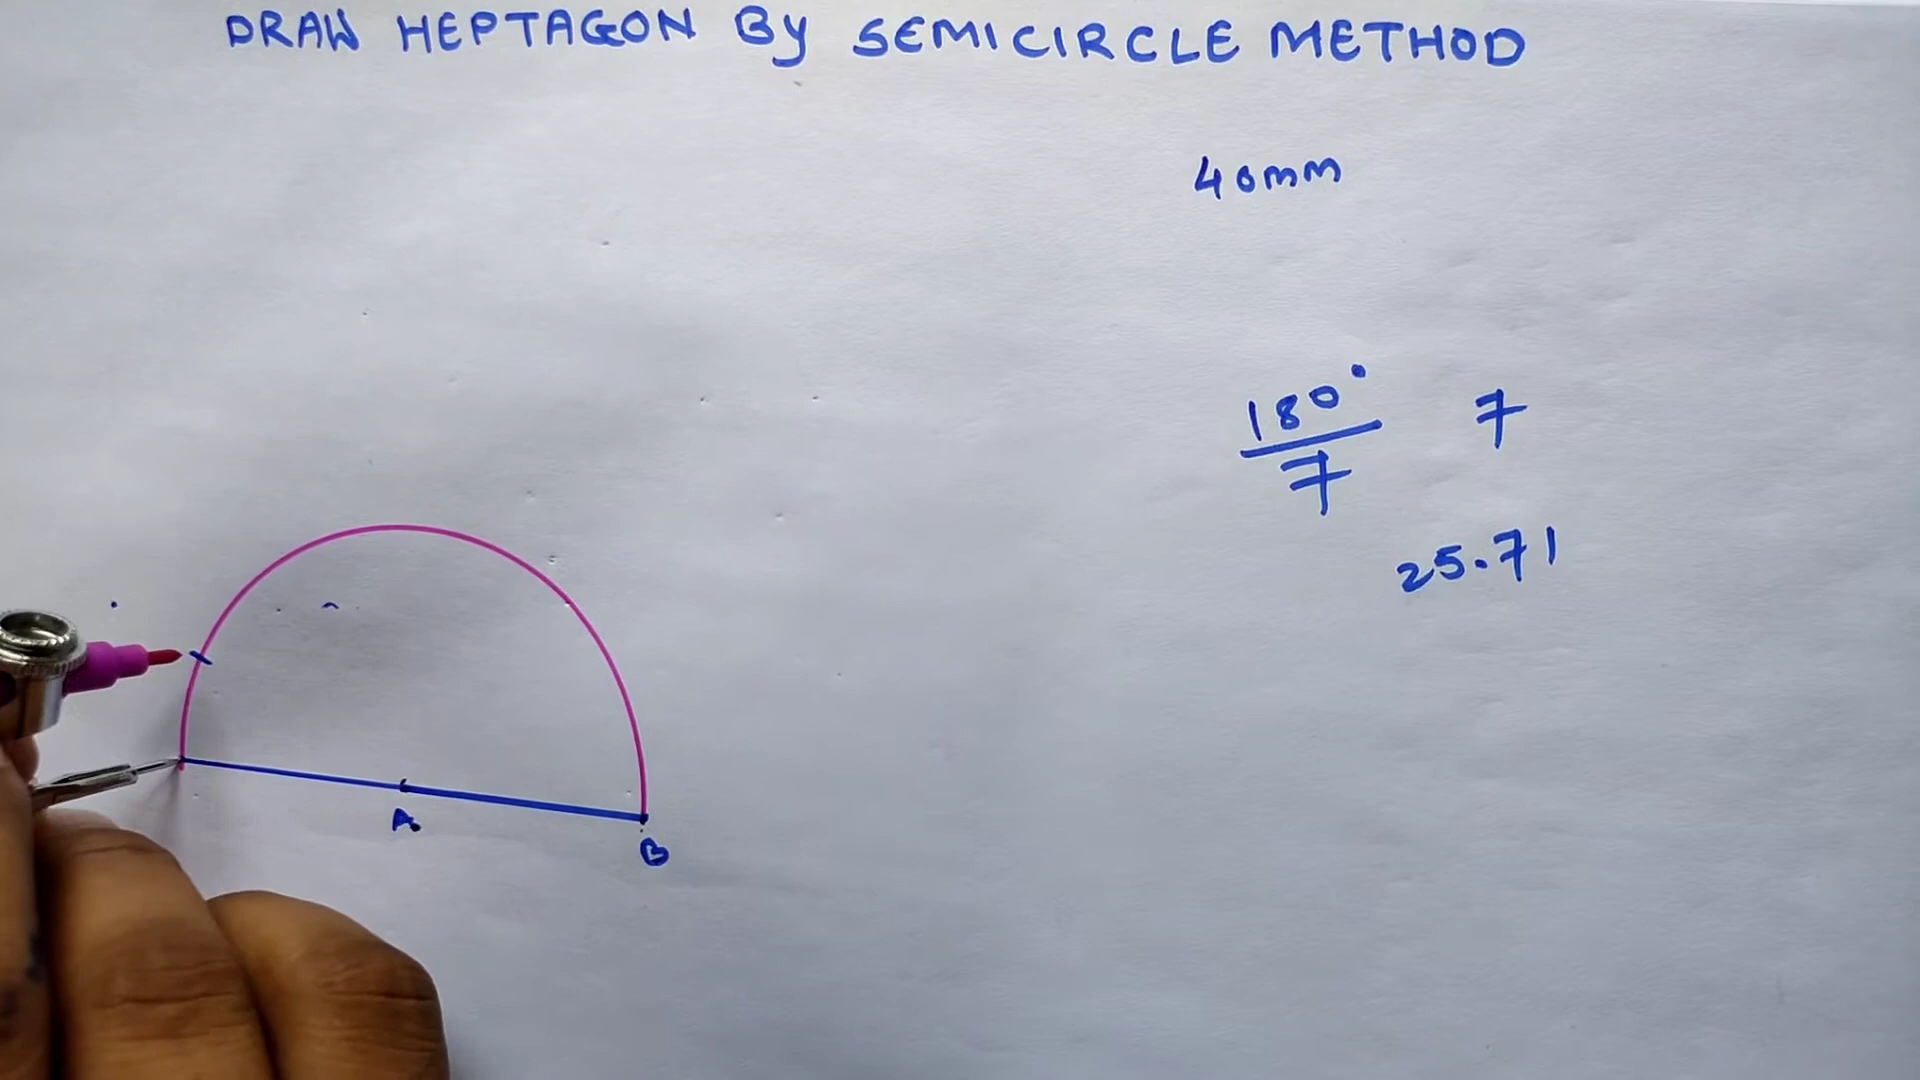 DRAW HEPTAGON By SEMICIRCLE METHOD
40mm
180° 7
7
25.71
A
B